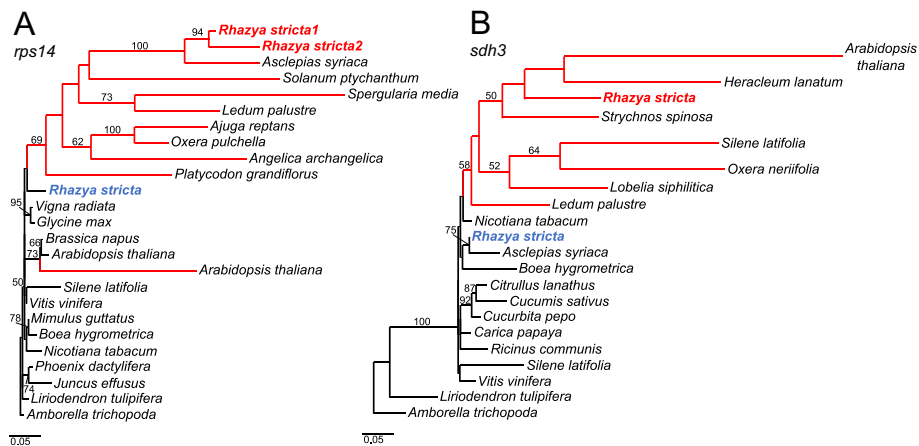 A
rps14
94
100
Rhazya stricta1
Rhazya stricta2
Asclepias syriaca
Solanum ptychanthum
73
Spergularia media
Ledum palustre
69
100
62
Ajuga reptans
Oxera pulchella
Angelica archangelica
Platycodon grandiflorus
Rhazya stricta
95
Vigna radiata
Glycine max
Brassica napus
66
73
Arabidopsis thaliana
Arabidopsis thaliana
50
Silene latifolia
Vitis vinifera
78
Mimulus guttatus
Boea hygrometrica
Nicotiana tabacum
Phoenix dactylifera
Juncus effusus
74
Liriodendron tulipifera
Amborella trichopoda
0.05
B
sdh3
Arabidopsis
thaliana
Heracleum lanatum
50
Rhazya stricta
Strychnos spinosa
Silene latifolia
64
52
Oxera neriifolia
58
Lobelia siphilitica
Ledum palustre
Nicotiana tabacum
75
Rhazya stricta
Asclepias syriaca
Boea hygrometrica
87
92
Citrullus lanathus
Cucumis sativus
Cucurbita pepo
100
Carica papaya
Ricinus communis
Silene latifolia
Vitis vinifera
Liriodendron tulipifera
Amborella trichopoda
0.05